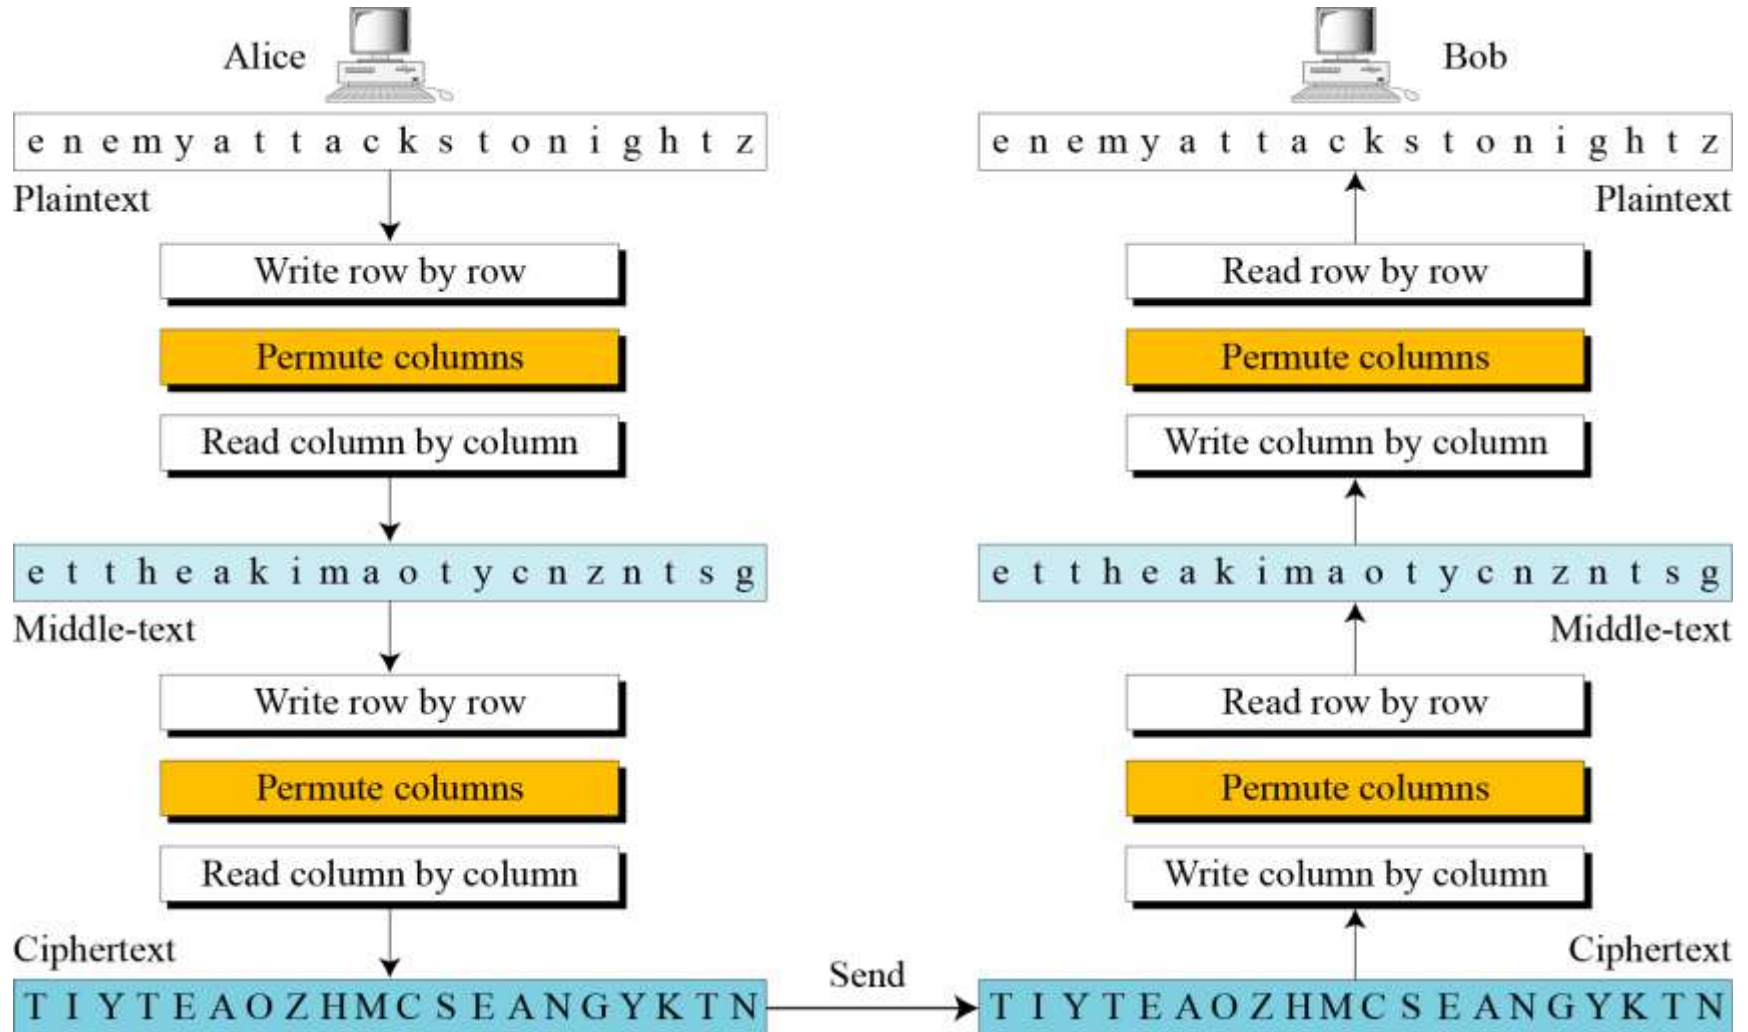 Alice
e n e m y a t t a c k s t o n i g h t z
Plaintext
Write row by row
Permute columns
Read column by column
e t t h e a k i m a o t y c n z n t s g
Middle-text
Write row by row
Permute columns
Read column by column
Ciphertext
T I Y T E A O Z H M C S E A N G Y K T N
Send
Bob
e n e m y a t t a c k s t o n i g h t z
Plaintext
Read row by row
Permute columns
Write column by column
e t t h e a k i m a o t y c n z n t s g
Middle-text
Read row by row
Permute columns
Write column by column
Ciphertext
T I Y T E A O Z H M C S E A N G Y K T N